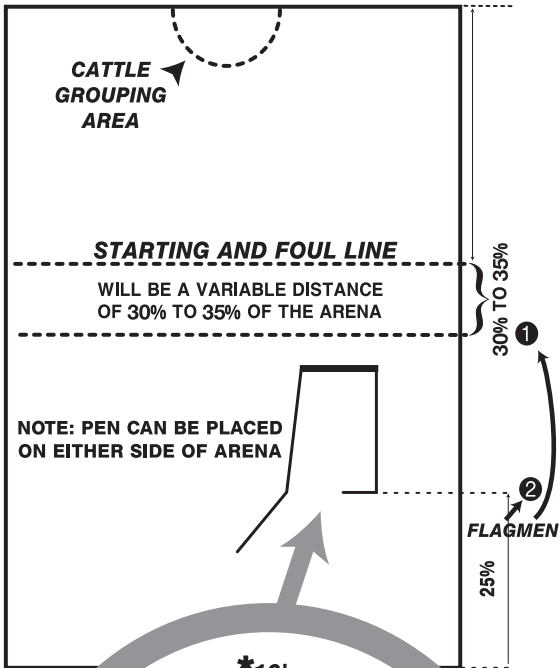 CATTLE
GROUPING
AREA
STARTING AND FOUL LINE
WILL BE A VARIABLE DISTANCE
OF 30% TO 35% OF THE ARENA
30% TO 35%
1
NOTE: PEN CAN BE PLACED
ON EITHER SIDE OF ARENA
2
FLAGMEN
25%